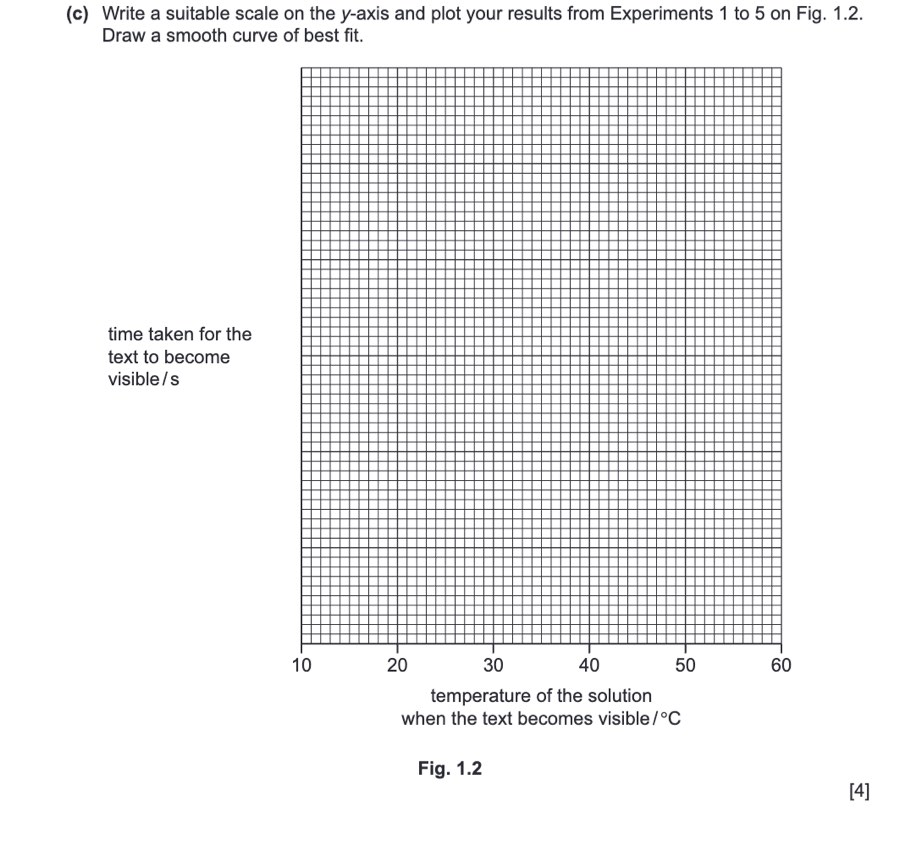 (c) Write a suitable scale on the y-axis and plot your results from Experiments 1 to 5 on Fig. 1.2.
Draw a smooth curve of best fit.
time taken for the
text to become
visible / s
10 20 30 40 50 60
temperature of the solution
when the text becomes visible / °C
Fig. 1.2
[4]